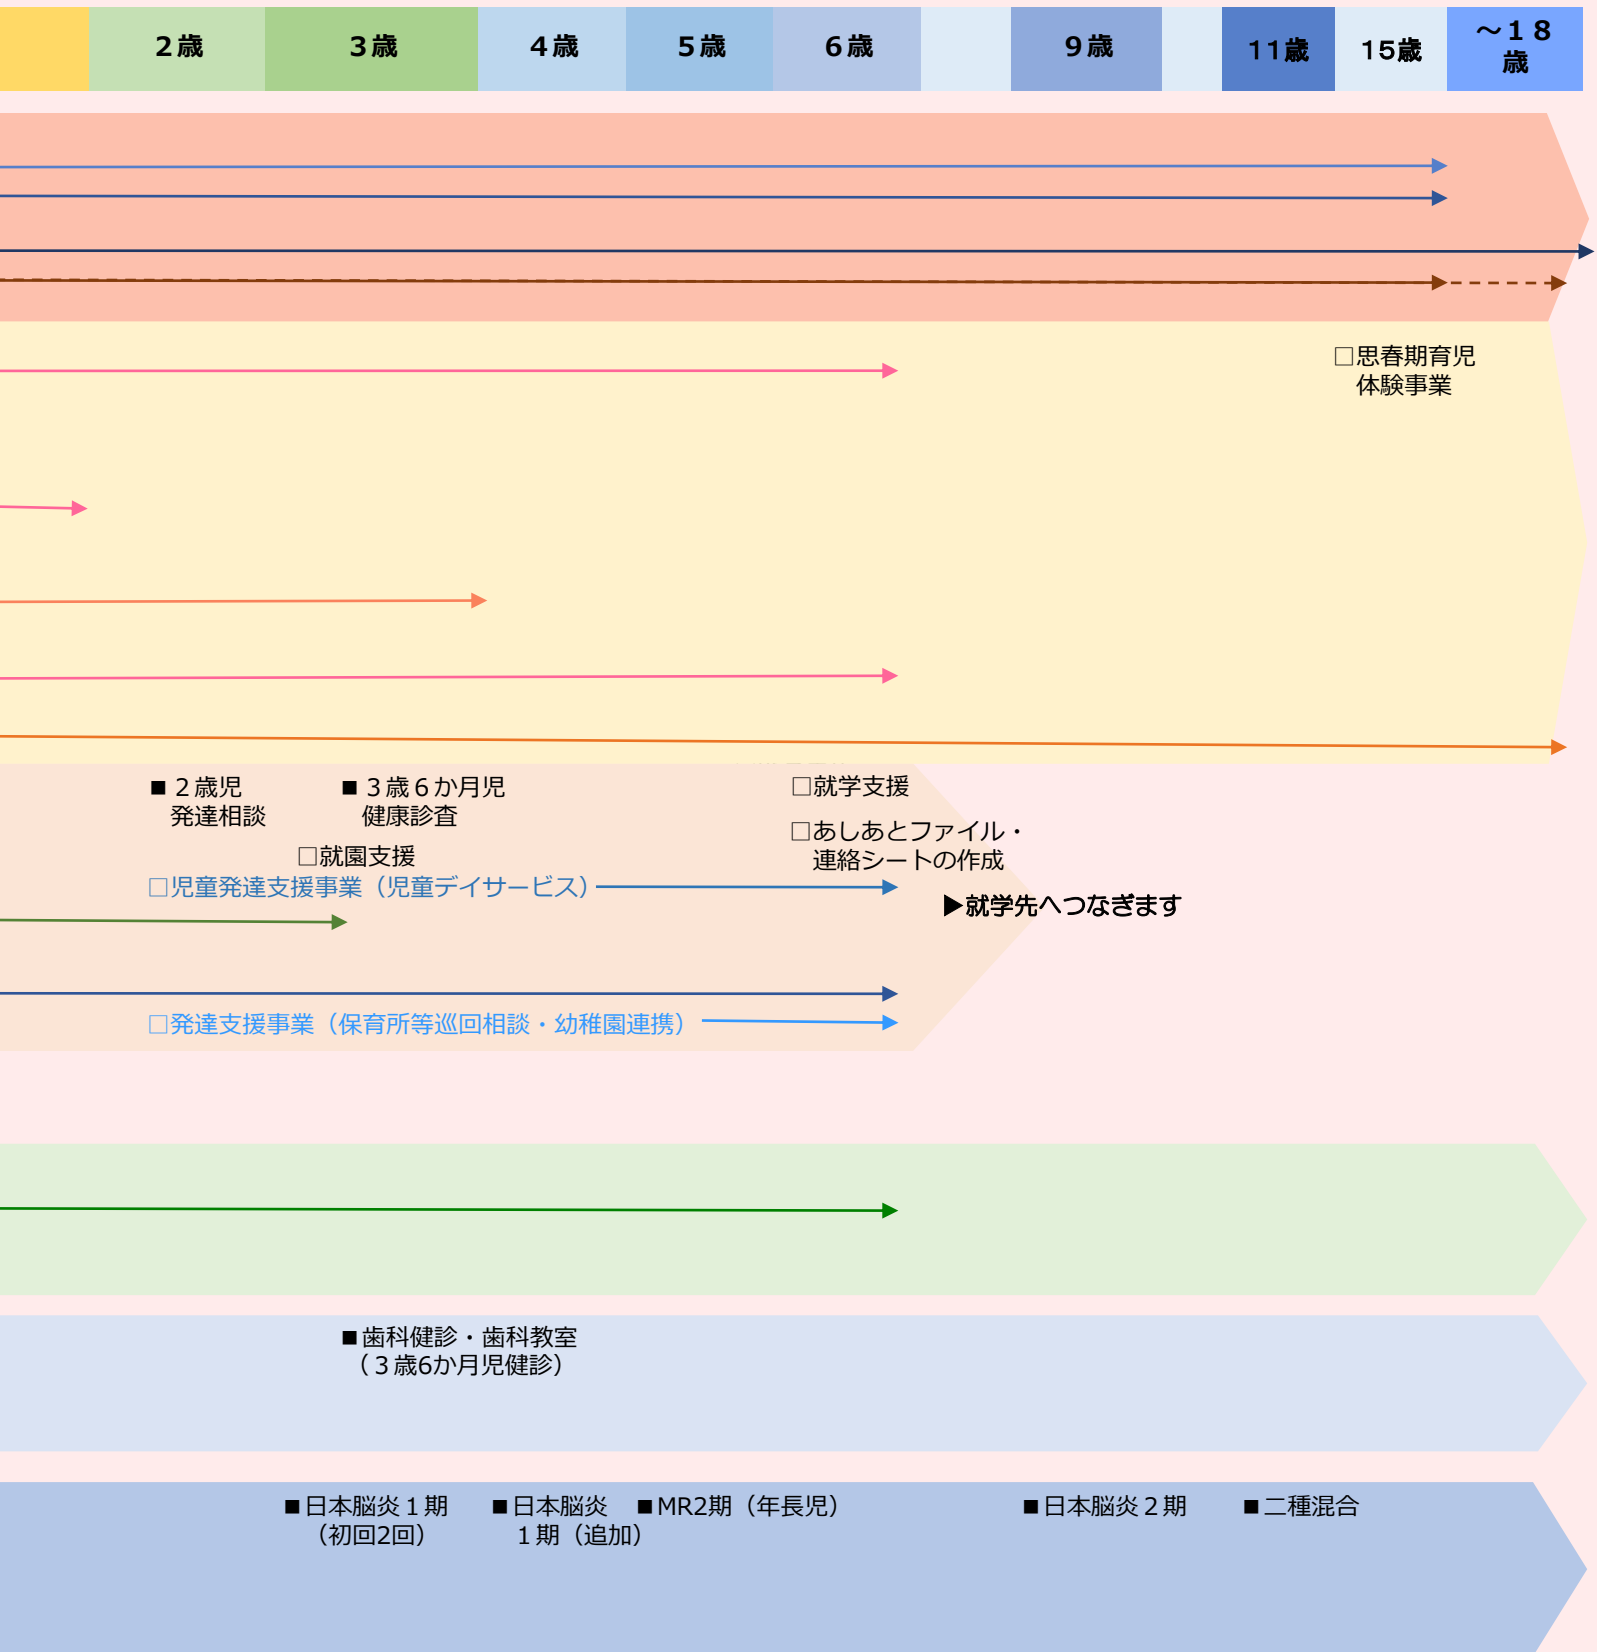 ２歳
３歳
４歳
５歳
６歳
９歳
11歳
15歳
～１８
歳
□思春期育児
体験事業
■２歳児
発達相談
■３歳６か月児
健康診査
□就園支援
□児童発達支援事業（児童デイサービス）
□就学支援
□あしあとファイル・
連絡シートの作成
▶就学先へつなぎます
□発達支援事業（保育所等巡回相談・幼稚園連携）
■歯科健診・歯科教室
（３歳6か月児健診）
■日本脳炎１期
（初回2回）
■日本脳炎
１期（追加）
■MR2期（年長児）
■日本脳炎２期
■二種混合